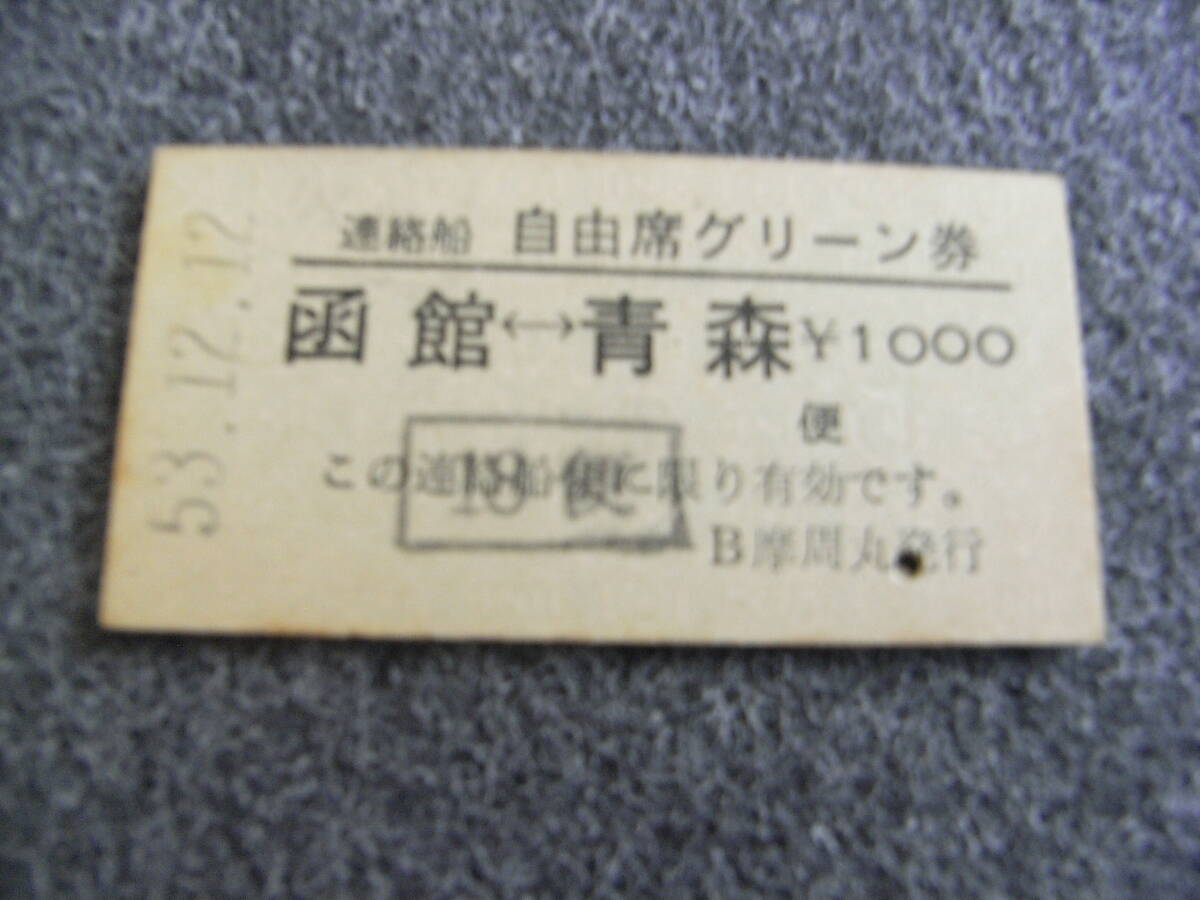 連絡船 自由席グリーン券
函館↔青森 ¥1000
便
この連絡船便に限り有効です。
B摩周丸発行
53.12.12